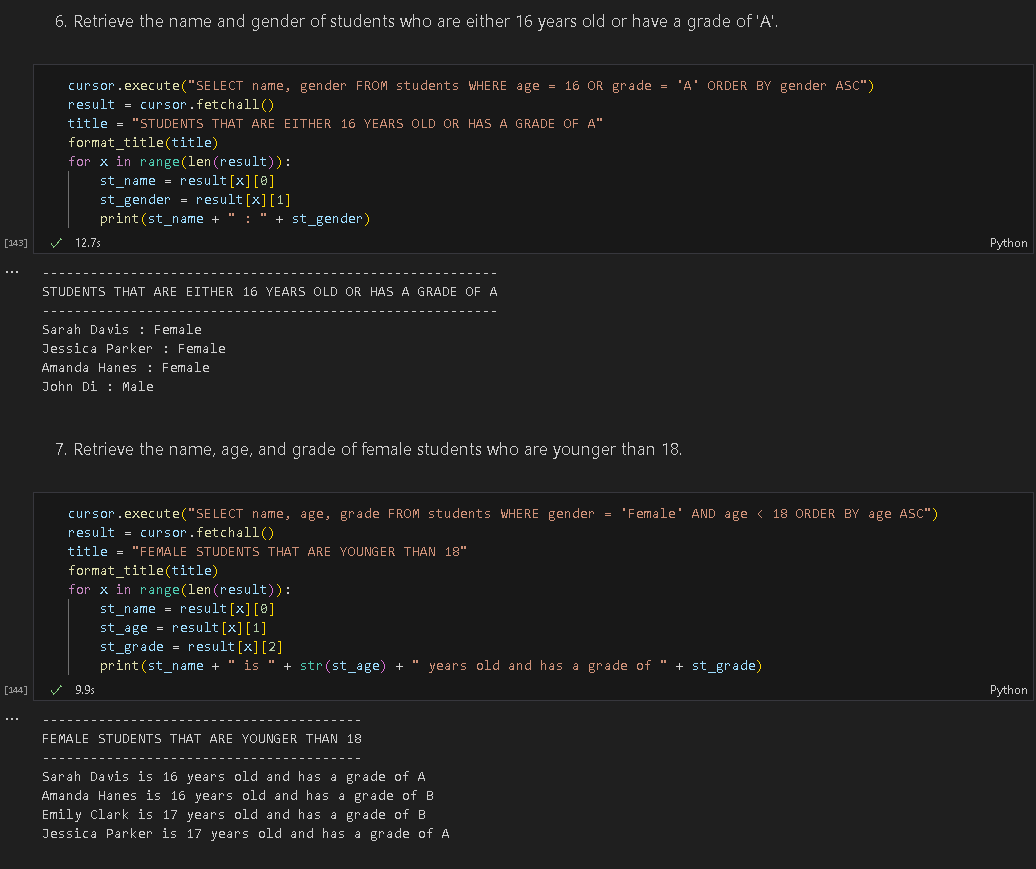 6. Retrieve the name and gender of students who are either 16 years old or have a grade of 'A'.
cursor.execute("SELECT name, gender FROM students WHERE age = 16 OR grade = 'A' ORDER BY gender ASC")
result = cursor.fetchall()
title = "STUDENTS THAT ARE EITHER 16 YEARS OLD OR HAS A GRADE OF A"
format_title(title)
for x in range(len(result)):
    st_name = result[x][0]
    st_gender = result[x][1]
    print(st_name + " : " + st_gender)
[143] ✓ 12.7s Python
...
---------------------------------------------------------
STUDENTS THAT ARE EITHER 16 YEARS OLD OR HAS A GRADE OF A
---------------------------------------------------------
Sarah Davis : Female
Jessica Parker : Female
Amanda Hanes : Female
John Di : Male
7. Retrieve the name, age, and grade of female students who are younger than 18.
cursor.execute("SELECT name, age, grade FROM students WHERE gender = 'Female' AND age < 18 ORDER BY age ASC")
result = cursor.fetchall()
title = "FEMALE STUDENTS THAT ARE YOUNGER THAN 18"
format_title(title)
for x in range(len(result)):
    st_name = result[x][0]
    st_age = result[x][1]
    st_grade = result[x][2]
    print(st_name + " is " + str(st_age) + " years old and has a grade of " + st_grade)
[144] ✓ 9.9s Python
...
----------------------------------------
FEMALE STUDENTS THAT ARE YOUNGER THAN 18
----------------------------------------
Sarah Davis is 16 years old and has a grade of A
Amanda Hanes is 16 years old and has a grade of B
Emily Clark is 17 years old and has a grade of B
Jessica Parker is 17 years old and has a grade of A